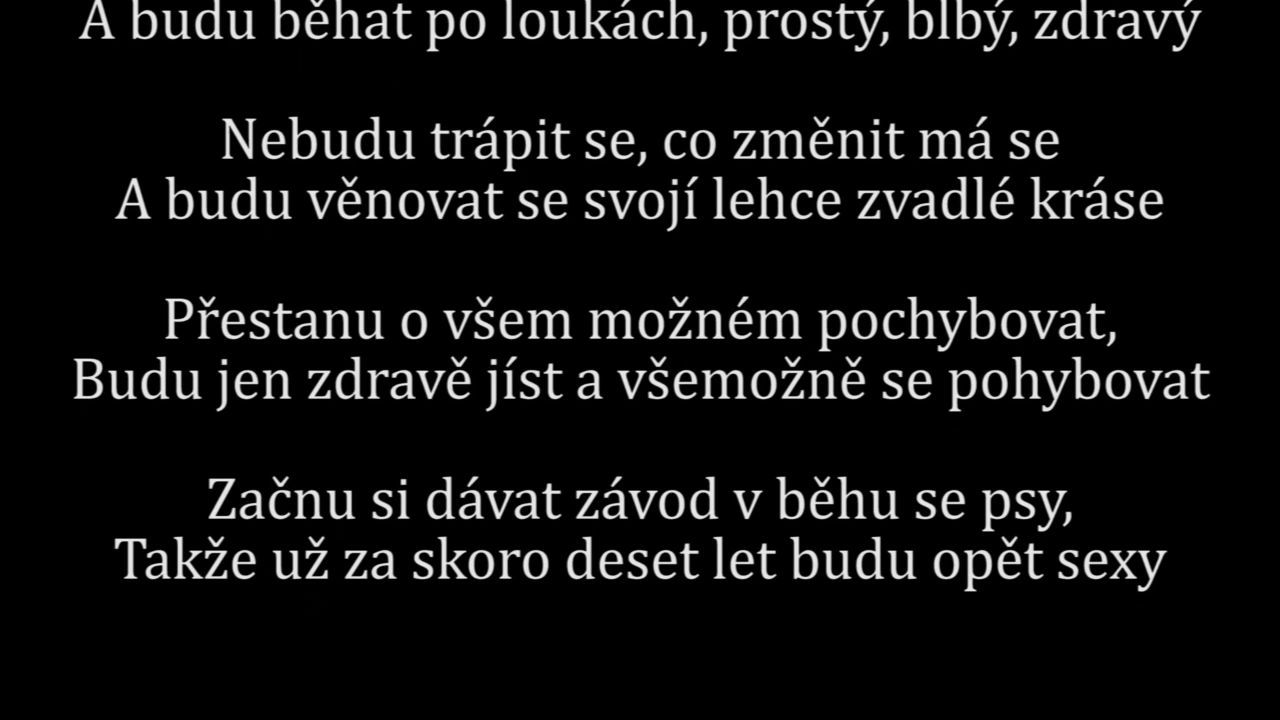 A budu běhat po loukách, prostý, blbý, zdravý
Nebudu trápit se, co změnit má se
A budu věnovat se svojí lehce zvadlé kráse
Přestanu o všem možném pochybovat,
Budu jen zdravě jíst a všemožně se pohybovat
Začnu si dávat závod v běhu se psy,
Takže už za skoro deset let budu opět sexy